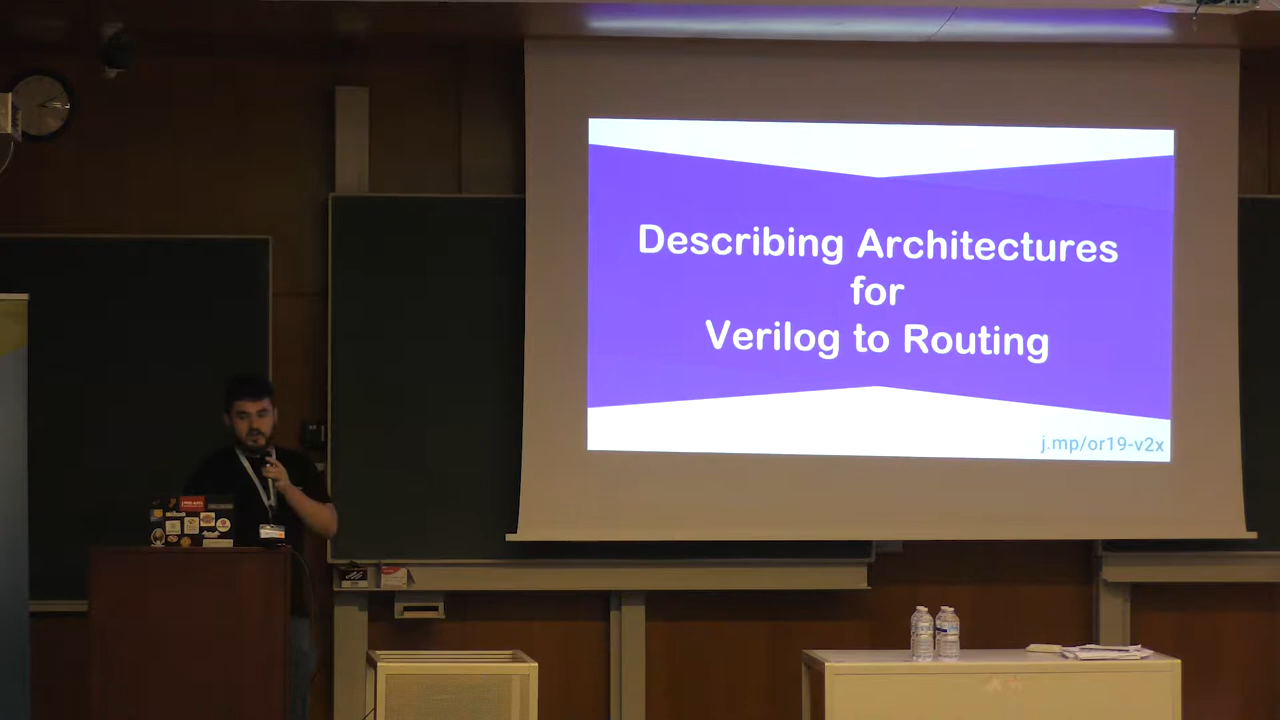 Describing Architectures
for
Verilog to Routing
j.mp/or19-v2x